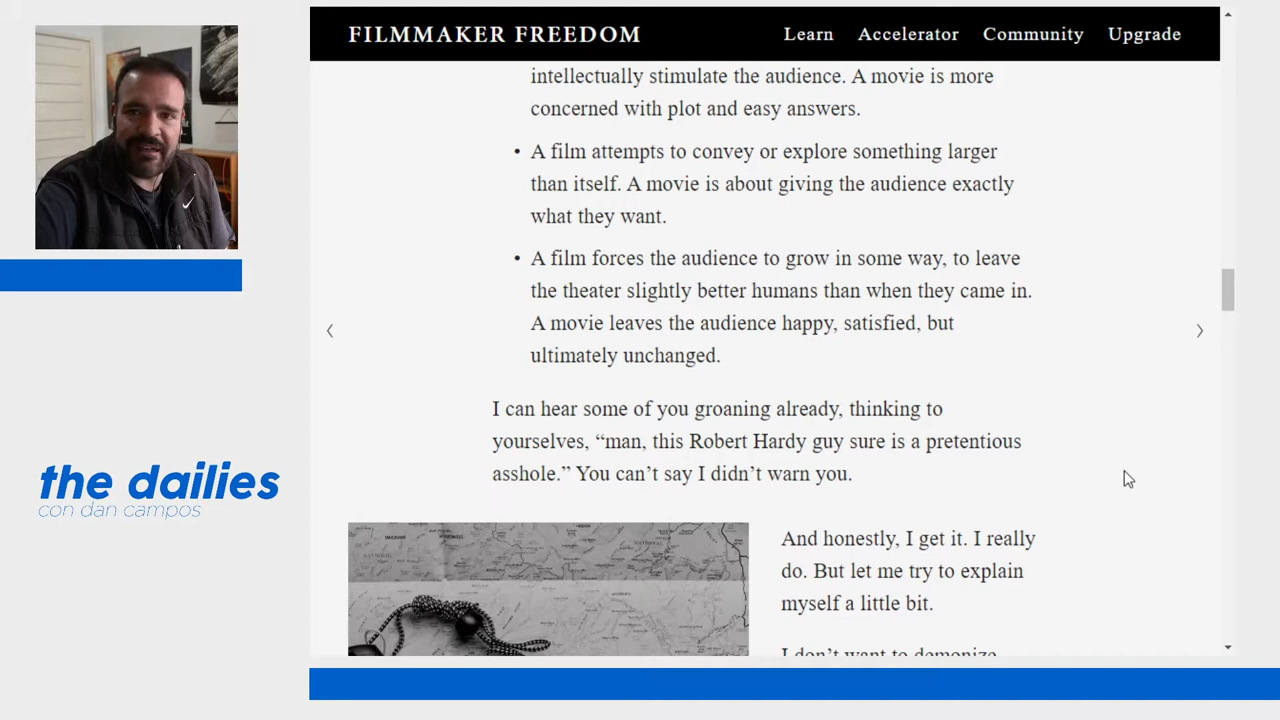 FILMMAKER FREEDOM
Learn Accelerator Community Upgrade
intellectually stimulate the audience. A movie is more
concerned with plot and easy answers.
• A film attempts to convey or explore something larger
than itself. A movie is about giving the audience exactly
what they want.
• A film forces the audience to grow in some way, to leave
the theater slightly better humans than when they came in.
A movie leaves the audience happy, satisfied, but
ultimately unchanged.
I can hear some of you groaning already, thinking to
yourselves, “man, this Robert Hardy guy sure is a pretentious
asshole.” You can’t say I didn’t warn you.
And honestly, I get it. I really
do. But let me try to explain
myself a little bit.
I don’t want to demonize
the dailies
con dan campos